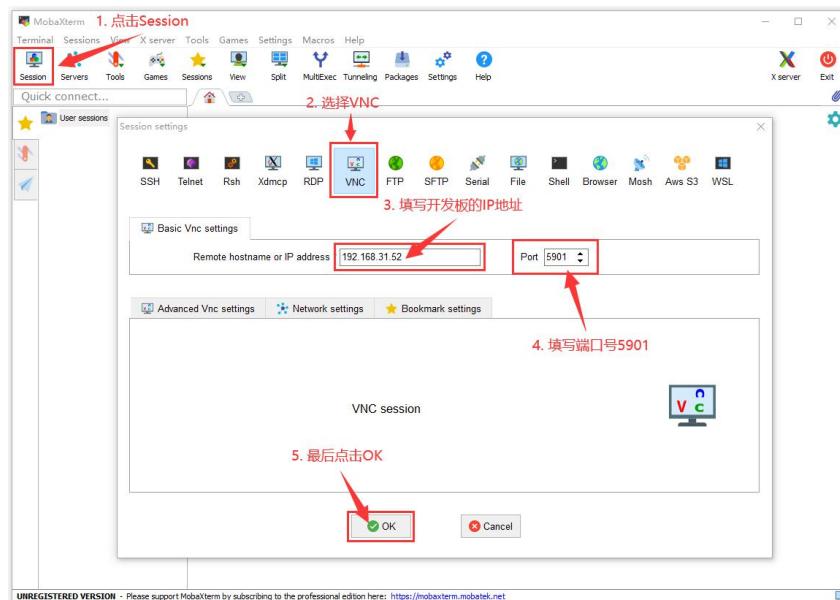 MobaXterm
1. 点击Session
Terminal Sessions View X server Tools Games Settings Macros Help
Session Servers Tools Games Sessions View Split MultiExec Tunneling Packages Settings Help X server Exit
Quick connect...
2. 选择VNC
User sessions
Session settings
SSH Telnet Rsh Xdmcp RDP VNC FTP SFTP Serial File Shell Browser Mosh Aws S3 WSL
3. 填写开发板的IP地址
Basic Vnc settings
Remote hostname or IP address 192.168.31.52 Port 5901
Advanced Vnc settings Network settings Bookmark settings
4. 填写端口号5901
VNC session
5. 最后点击OK
OK Cancel
UNREGISTERED VERSION - Please support MobaXterm by subscribing to the professional edition here: https://mobaxterm.mobatek.net